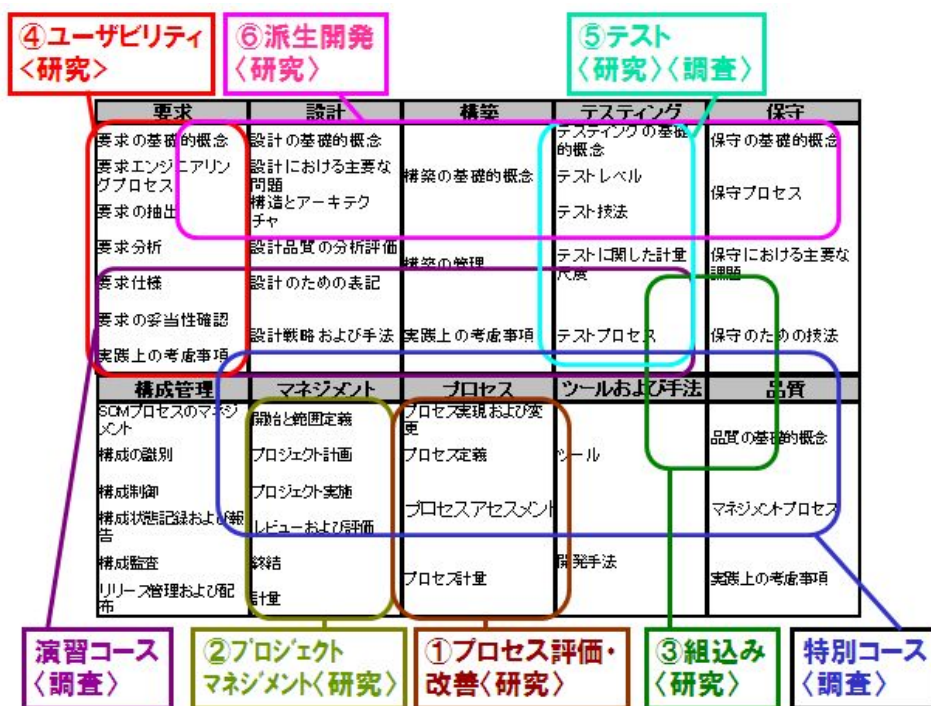 ④ユーザビリティ
〈研究〉
⑥派生開発
〈研究〉
⑤テスト
〈研究〉〈調査〉
要求
設計
構築
テスティング
保守
要求の基礎的概念
要求エンジニアリン
グプロセス
要求の抽出
要求分析
要求仕様
要求の妥当性確認
実践上の考慮事項
設計の基礎的概念
設計における主要な
問題
構造とアーキテク
チャ
設計品質の分析評価
設計のための表記
設計戦略および手法
構築の基礎的概念
構築の管理
実践上の考慮事項
テスティングの基礎
的概念
テストレベル
テスト技法
テストに関した計量
尺度
テストプロセス
保守の基礎的概念
保守プロセス
保守における主要な
課題
保守のための技法
構成管理
マネジメント
プロセス
ツールおよび手法
品質
SCMプロセスのマネジ
メント
構成の識別
構成制御
構成状態記録および報
告
構成監査
リリース管理および配
布
開始と範囲定義
プロジェクト計画
プロジェクト実施
レビューおよび評価
終結
計量
プロセス実現および変
更
プロセス定義
プロセスアセスメント
プロセス計量
ツール
開発手法
品質の基礎的概念
マネジメントプロセス
実践上の考慮事項
演習コース
〈調査〉
②プロジェクト
マネジメント〈研究〉
①プロセス評価・
改善〈研究〉
③組込み
〈研究〉
特別コース
〈調査〉